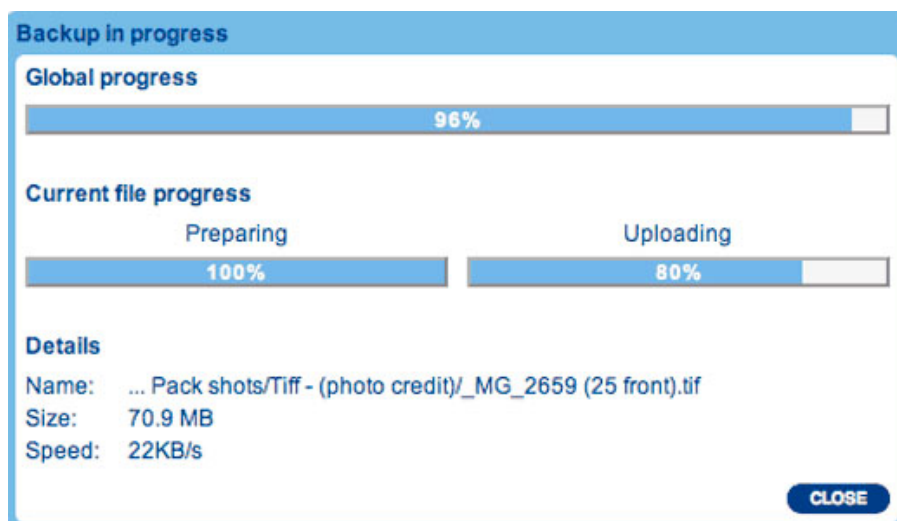 Backup in progress
Global progress
96%
Current file progress
Preparing Uploading
100% 80%
Details
Name: ... Pack shots/Tiff - (photo credit)/_MG_2659 (25 front).tif
Size: 70.9 MB
Speed: 22KB/s
CLOSE